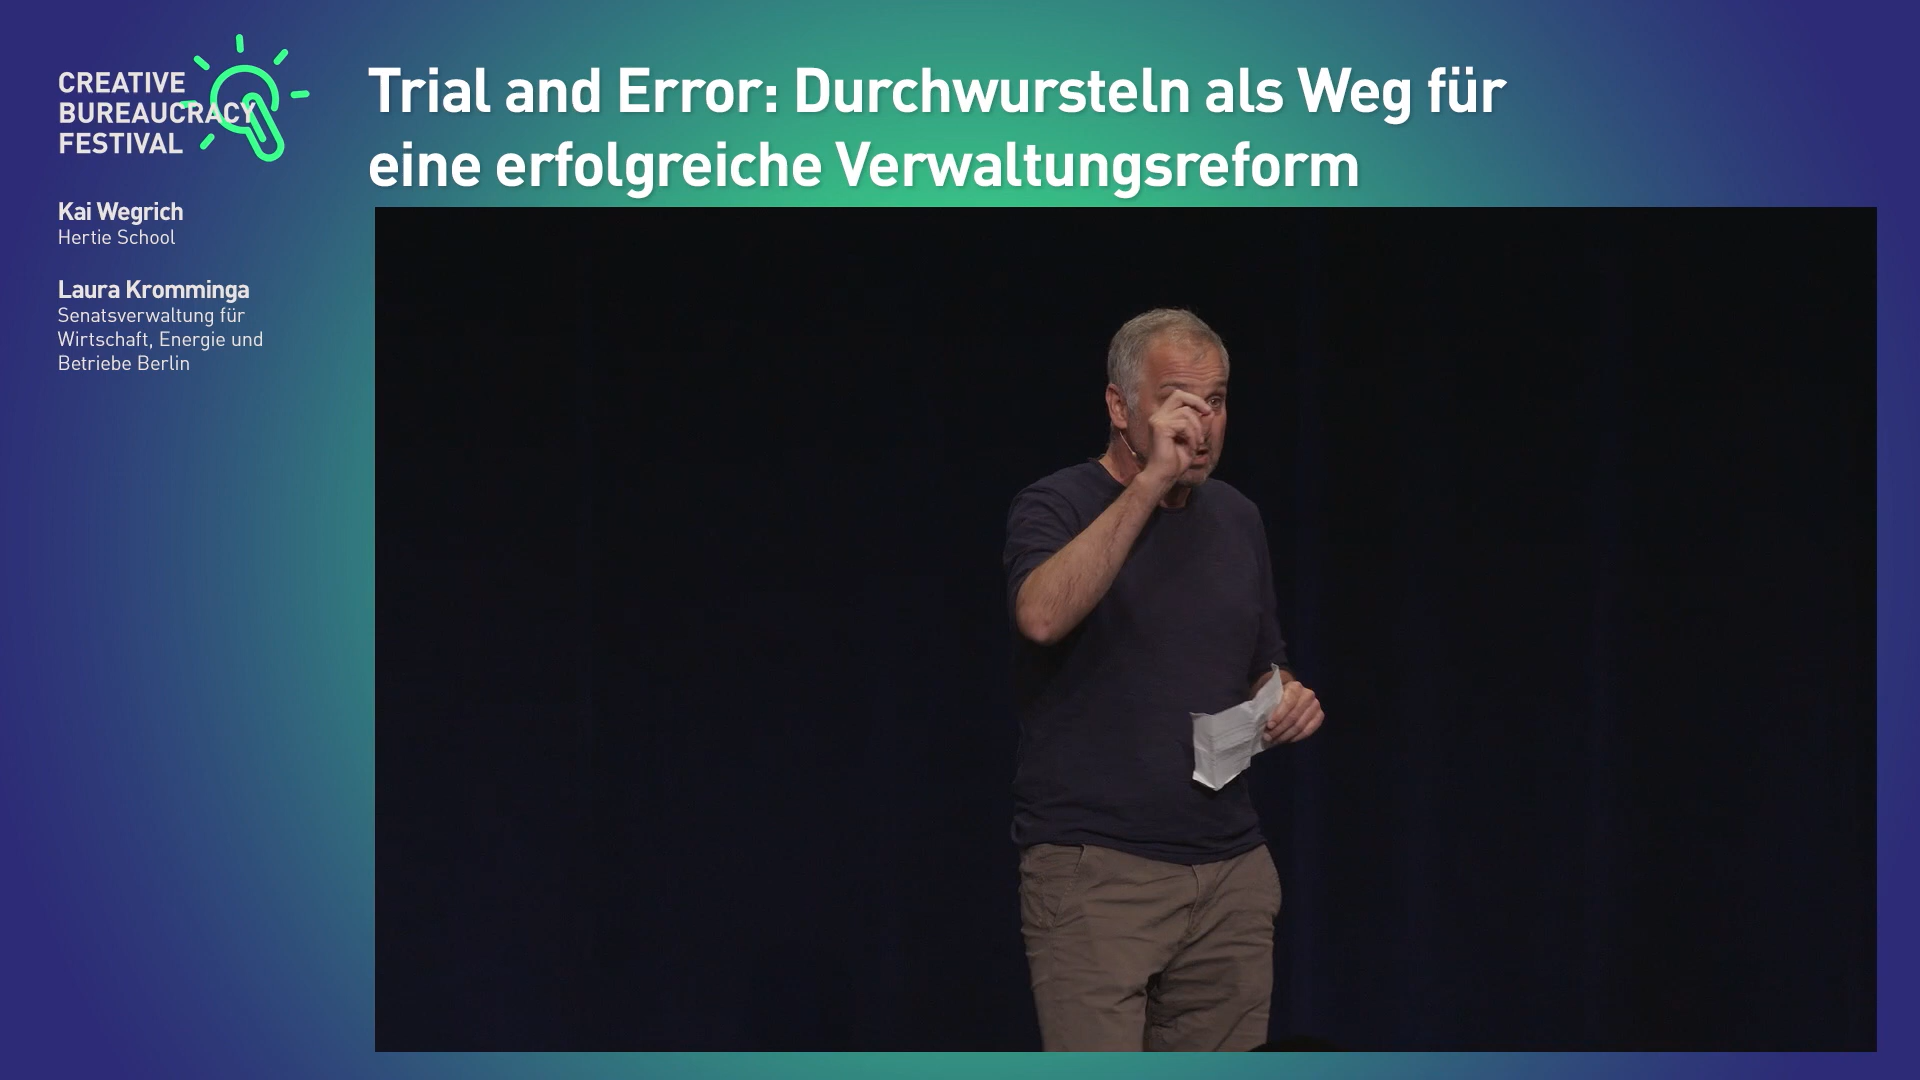 CREATIVE
BUREAUCRACY
FESTIVAL
Trial and Error: Durchwursteln als Weg für
eine erfolgreiche Verwaltungsreform
Kai Wegrich
Hertie School
Laura Kromminga
Senatsverwaltung für
Wirtschaft, Energie und
Betriebe Berlin